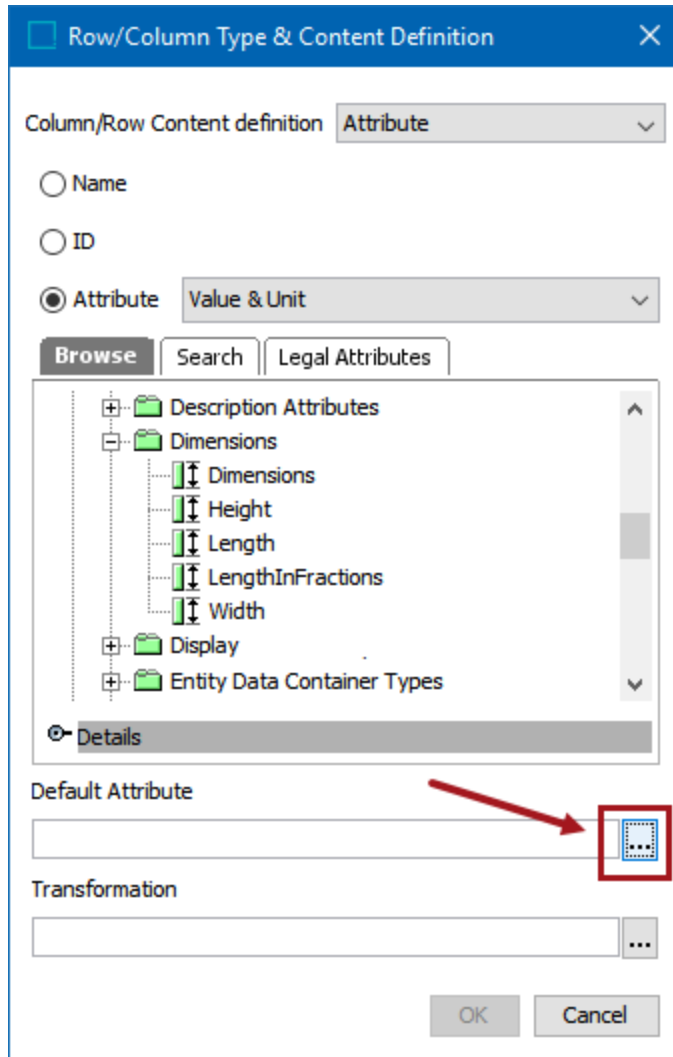 Row/Column Type & Content Definition
Column/Row Content definition Attribute
Name
ID
Attribute Value & Unit
Browse Search Legal Attributes
Description Attributes
Dimensions
Dimensions
Height
Length
LengthInFractions
Width
Display
Entity Data Container Types
Details
Default Attribute
...
Transformation
...
OK Cancel